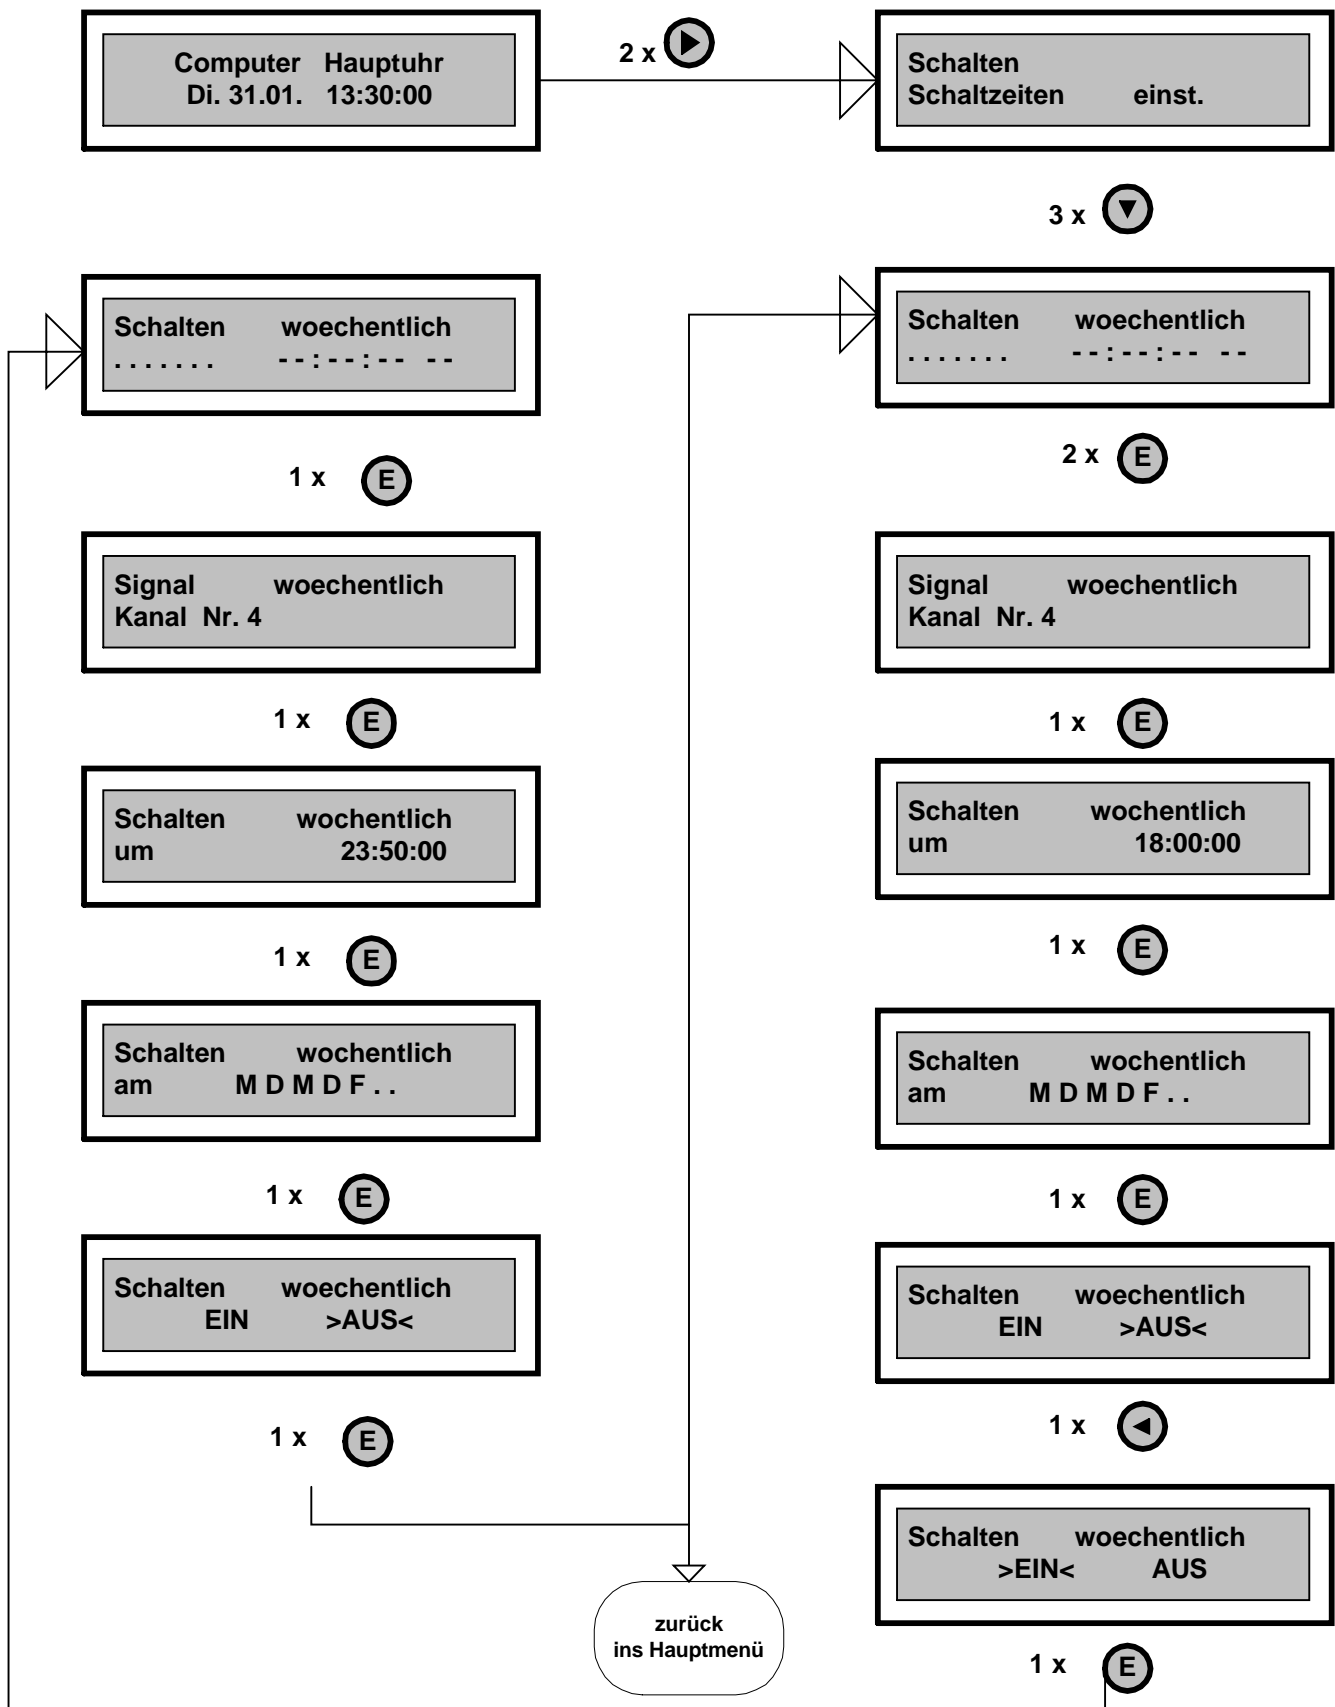 Computer Hauptuhr
Di. 31.01. 13:30:00
2 x
Schalten
Schaltzeiten einst.
3 x
Schalten woechentlich
. . . . . . . - - : - - : - - - -
2 x E
Signal woechentlich
Kanal Nr. 4
1 x E
Schalten wochentlich
um 18:00:00
1 x E
Schalten wochentlich
am M D M D F . .
1 x E
Schalten woechentlich
EIN >AUS<
1 x
Schalten woechentlich
>EIN< AUS
1 x E
Schalten woechentlich
. . . . . . . - - : - - : - - - -
1 x E
Signal woechentlich
Kanal Nr. 4
1 x E
Schalten wochentlich
um 23:50:00
1 x E
Schalten wochentlich
am M D M D F . .
1 x E
Schalten woechentlich
EIN >AUS<
1 x E
zurück
ins Hauptmenü